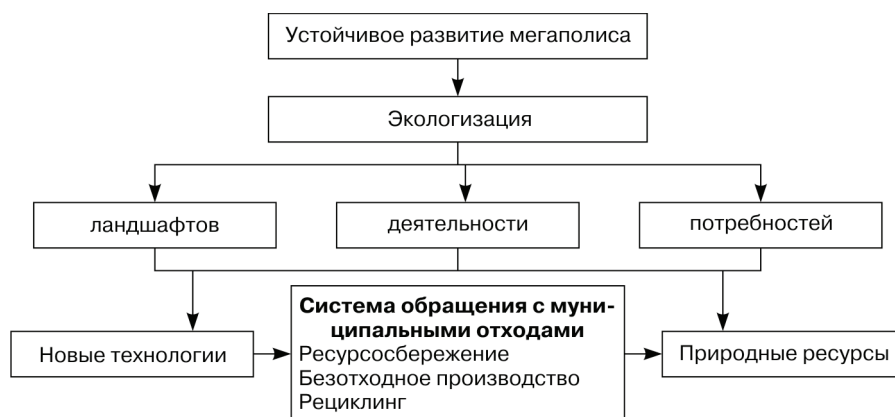 Устойчивое развитие мегаполиса
Экологизация
ландшафтов
деятельности
потребностей
Новые технологии
Система обращения с муни-
ципальными отходами
Ресурсосбережение
Безотходное производство
Рециклинг
Природные ресурсы